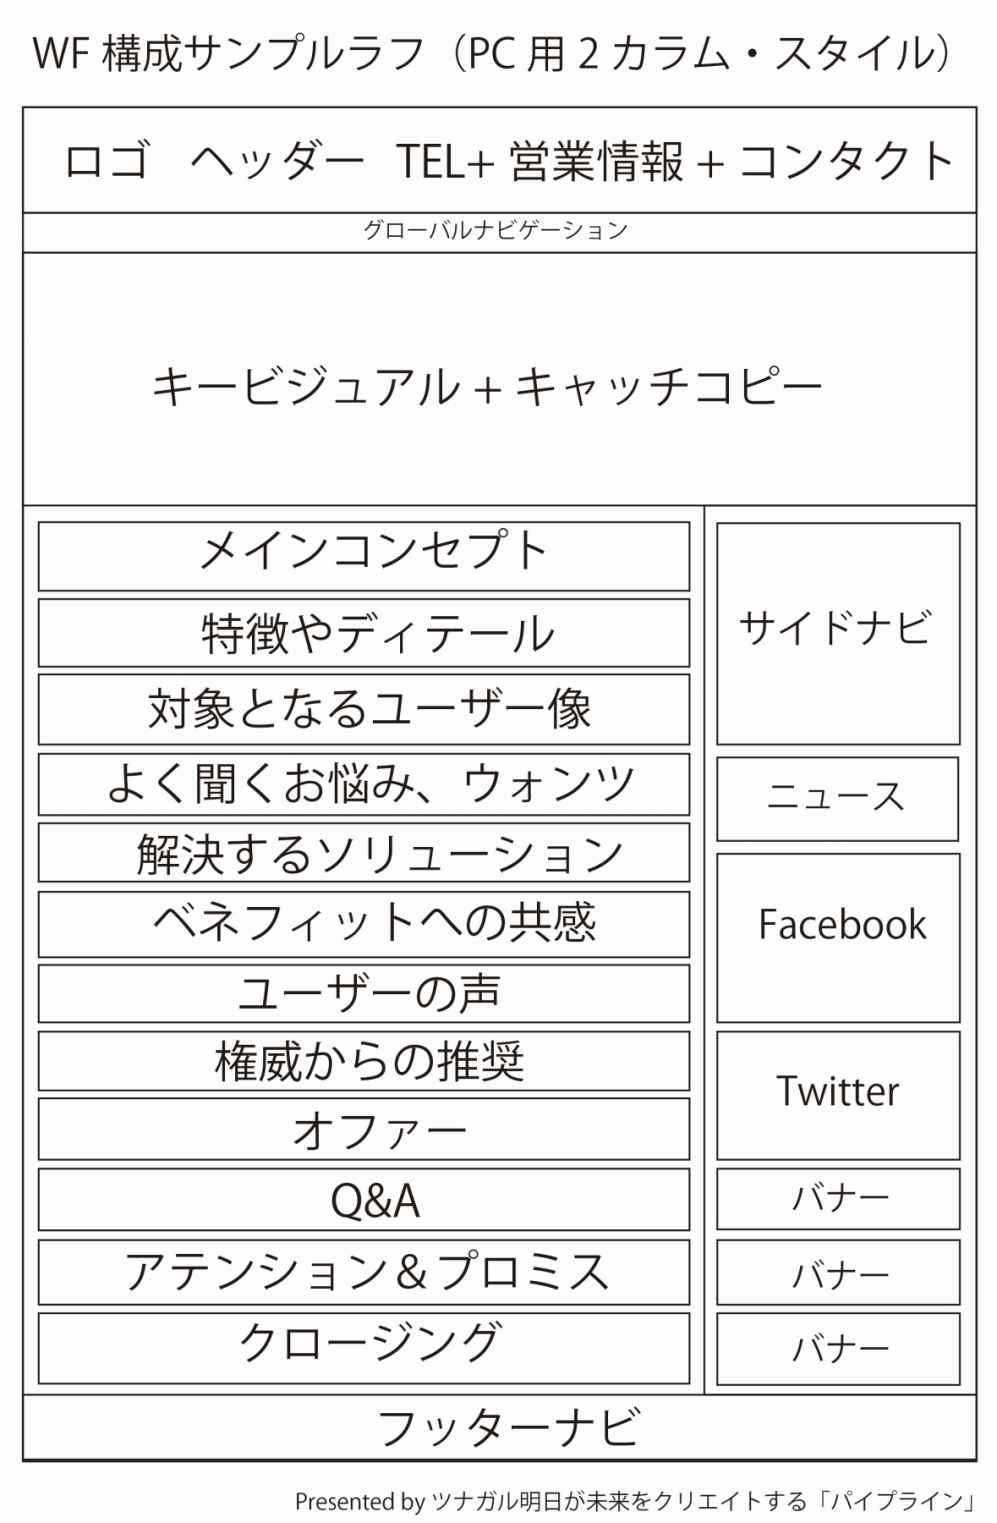 WF 構成サンプルラフ（PC 用 2 カラム・スタイル）
ロゴ ヘッダー TEL+ 営業情報 + コンタクト
グローバルナビゲーション
キービジュアル + キャッチコピー
メインコンセプト
特徴やディテール
対象となるユーザー像
よく聞くお悩み、ウォンツ
解決するソリューション
ベネフィットへの共感
ユーザーの声
権威からの推奨
オファー
Q&A
アテンション＆プロミス
クロージング
サイドナビ
ニュース
Facebook
Twitter
バナー
バナー
バナー
フッターナビ
Presented by ツナガル明日が未来をクリエイトする「パイプライン」